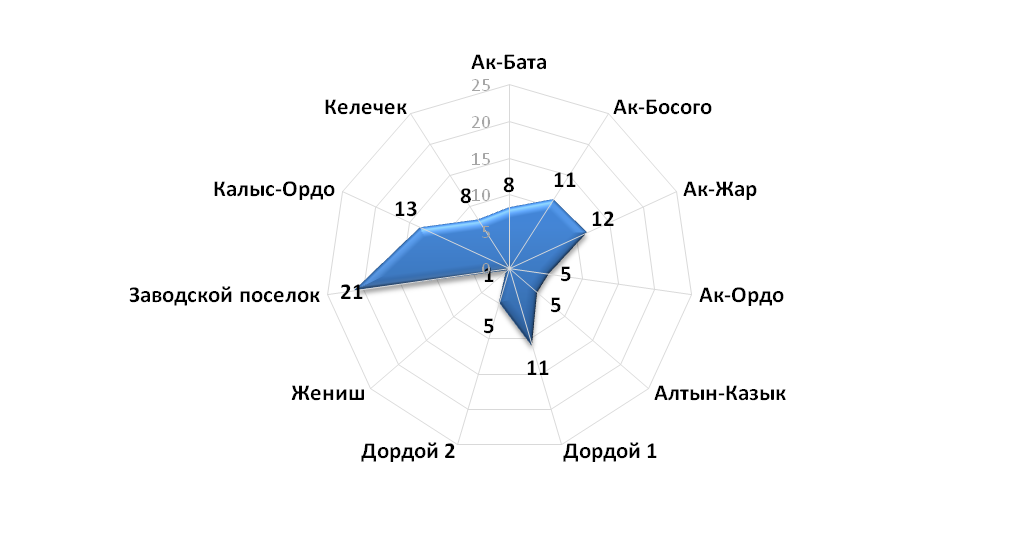 Ак-Бата
25
Келечек
Ак-Босого
20
15
11
Калыс-Ордо
8
10
8
Ак-Жар
13
12
5
0
1
5
Заводской поселок
21
Ак-Ордо
5
5
11
Жениш
Алтын-Казык
Дордой 2
Дордой 1